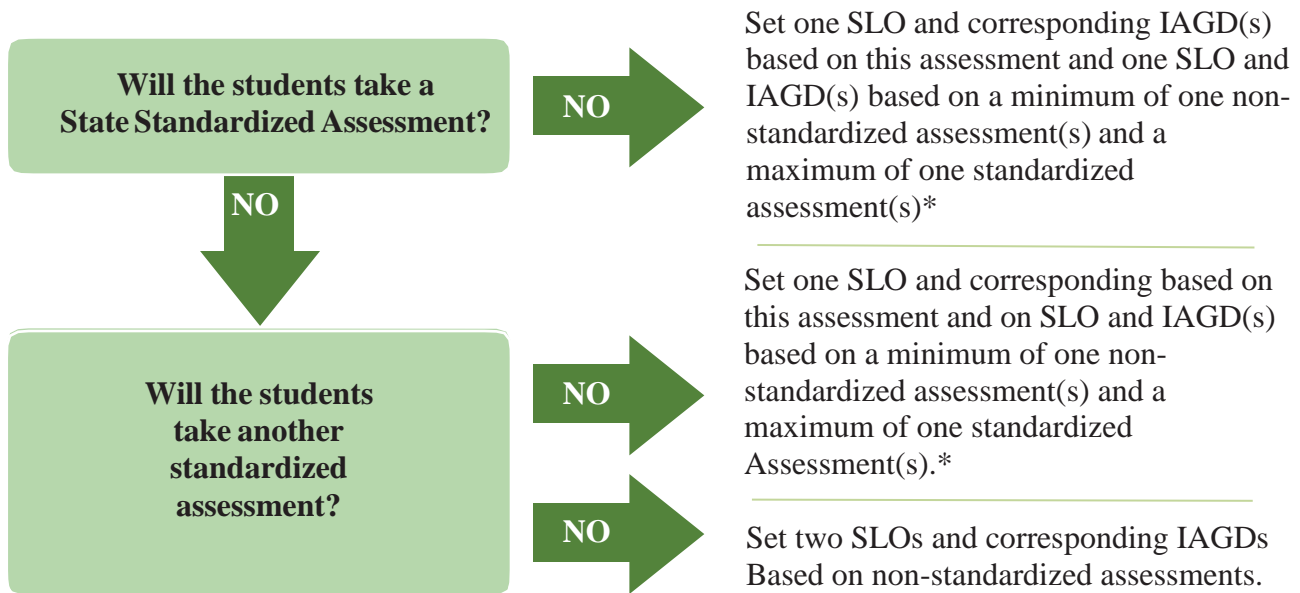 Will the students take a
State Standardized Assessment?
NO
Set one SLO and corresponding IAGD(s)
based on this assessment and one SLO and
IAGD(s) based on a minimum of one non-
standardized assessment(s) and a
maximum of one standardized
assessment(s)*
NO
Will the students
take another
standardized
assessment?
NO
Set one SLO and corresponding based on
this assessment and on SLO and IAGD(s)
based on a minimum of one non-
standardized assessment(s) and a
maximum of one standardized
Assessment(s).*
NO
Set two SLOs and corresponding IAGDs
Based on non-standardized assessments.